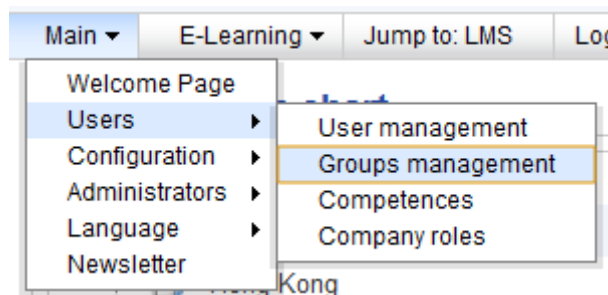 Main ▾ E-Learning ▾ Jump to: LMS
Welcome Page
Users
Configuration
Administrators
Language
Newsletter
User management
Groups management
Competences
Company roles
Hong Kong